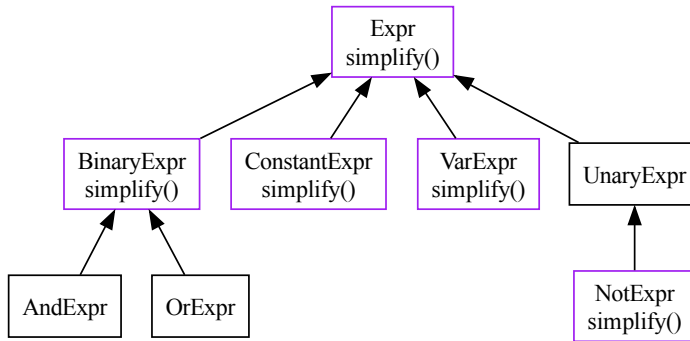 Expr
simplify()
BinaryExpr
simplify()
ConstantExpr
simplify()
VarExpr
simplify()
UnaryExpr
AndExpr
OrExpr
NotExpr
simplify()